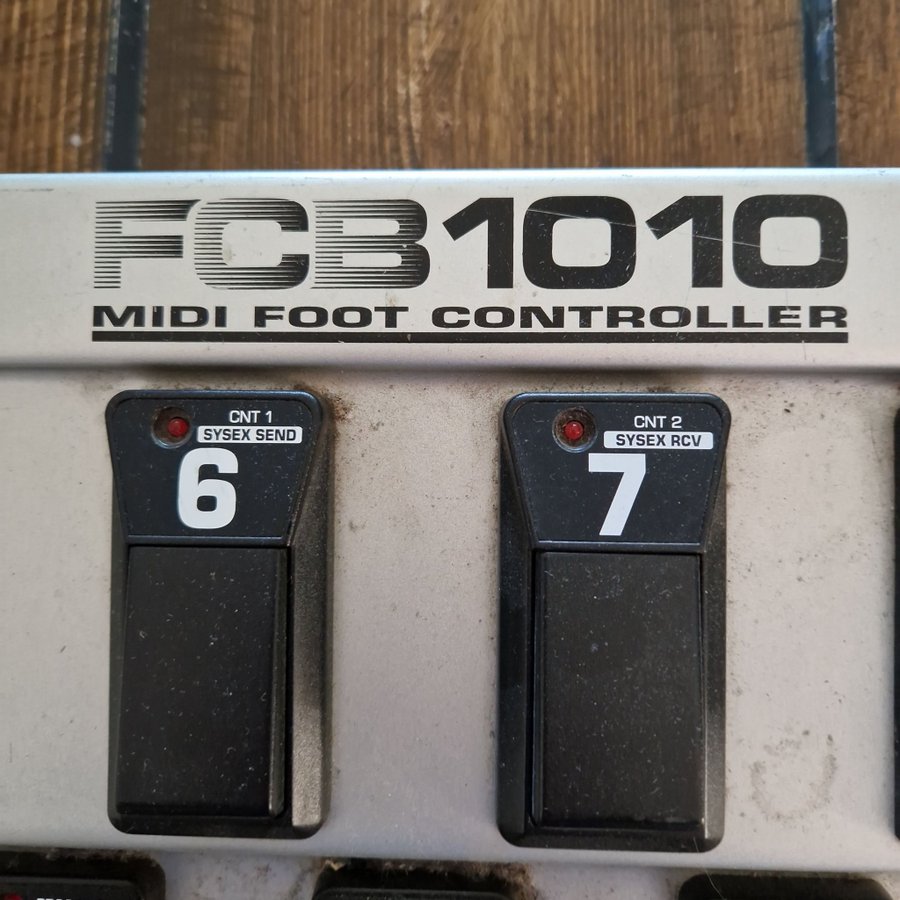 FCB1010
MIDI FOOT CONTROLLER
CNT 1
SYSEX SEND
6
CNT 2
SYSEX RCV
7